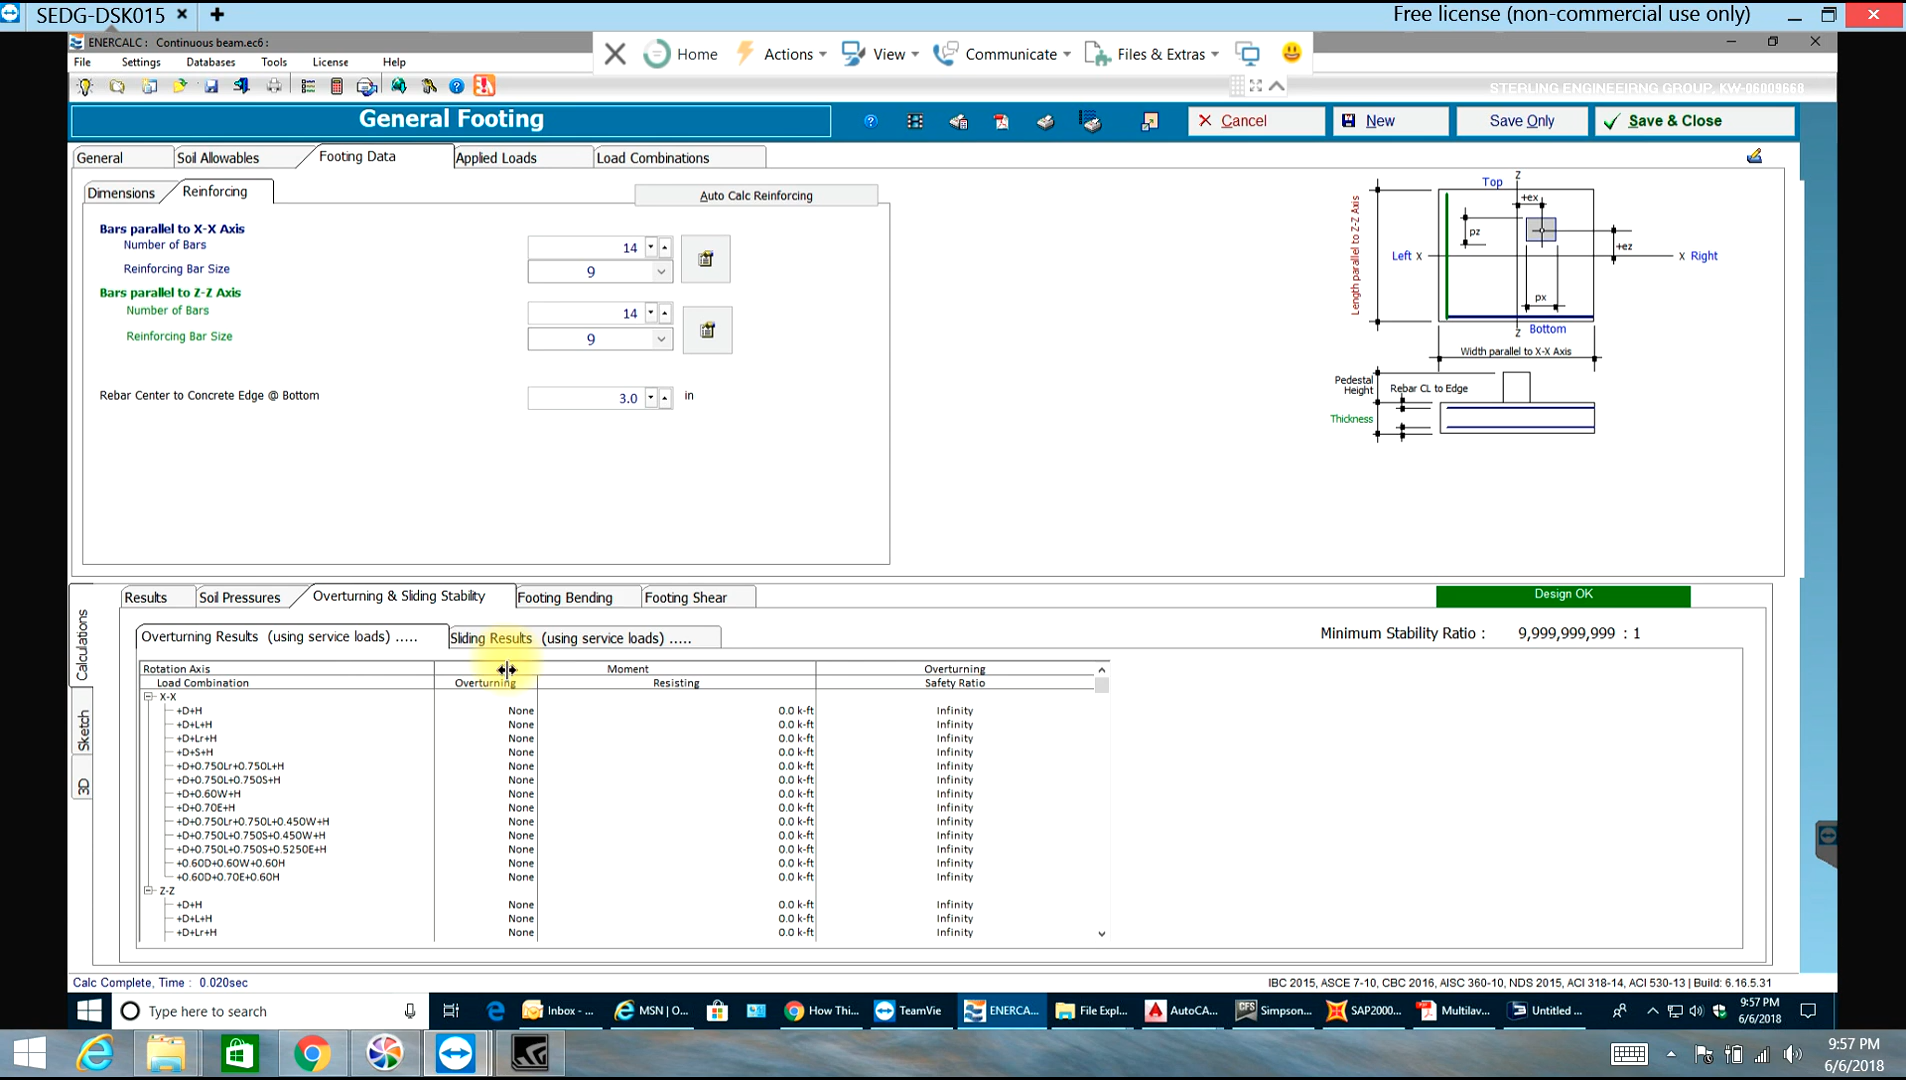 SEDG-DSK015
Free license (non-commercial use only)
ENERCALC : Continuous beam.ec6 :
Home Actions View Communicate Files & Extras
File Settings Databases Tools License Help
STERLING ENGINEEIRNG GROUP, KW-06009668
General Footing
Cancel New Save Only Save & Close
General Soil Allowables Footing Data Applied Loads Load Combinations
Dimensions Reinforcing
Auto Calc Reinforcing
Bars parallel to X-X Axis
Number of Bars 14
Reinforcing Bar Size 9
Bars parallel to Z-Z Axis
Number of Bars 14
Reinforcing Bar Size 9
Rebar Center to Concrete Edge @ Bottom 3.0 in
Top Z
+ex
pz
+ez
Left X
X Right
px
Z Bottom
Length parallel to Z-Z Axis
Width parallel to X-X Axis
Pedestal
Height
Rebar CL to Edge
Thickness
Calculations
Sketch
3D
Results Soil Pressures Overturning & Sliding Stability Footing Bending Footing Shear
Design OK
Overturning Results (using service loads) .....
Sliding Results (using service loads) .....
Minimum Stability Ratio : 9,999,999,999 : 1
Rotation Axis Moment Overturning
Load Combination Overturning Resisting Safety Ratio
X-X
+D+H None 0.0 k-ft Infinity
+D+L+H None 0.0 k-ft Infinity
+D+Lr+H None 0.0 k-ft Infinity
+D+S+H None 0.0 k-ft Infinity
+D+0.750Lr+0.750L+H None 0.0 k-ft Infinity
+D+0.750L+0.750S+H None 0.0 k-ft Infinity
+D+0.60W+H None 0.0 k-ft Infinity
+D+0.70E+H None 0.0 k-ft Infinity
+D+0.750Lr+0.750L+0.450W+H None 0.0 k-ft Infinity
+D+0.750L+0.750S+0.450W+H None 0.0 k-ft Infinity
+D+0.750L+0.750S+0.5250E+H None 0.0 k-ft Infinity
+0.60D+0.60W+0.60H None 0.0 k-ft Infinity
+0.60D+0.70E+0.60H None 0.0 k-ft Infinity
Z-Z
+D+H None 0.0 k-ft Infinity
+D+L+H None 0.0 k-ft Infinity
+D+Lr+H None 0.0 k-ft Infinity
Calc Complete, Time : 0.020sec
IBC 2015, ASCE 7-10, CBC 2016, AISC 360-10, NDS 2015, ACI 318-14, ACI 530-13 | Build: 6.16.5.31
Type here to search
Inbox - ... MSN | O... How Thi... TeamVie ENERCA... File Expl... AutoCA... GFS Simpson... SAP2000... Multilav... Untitled ...
9:57 PM
6/6/2018
9:57 PM
6/6/2018